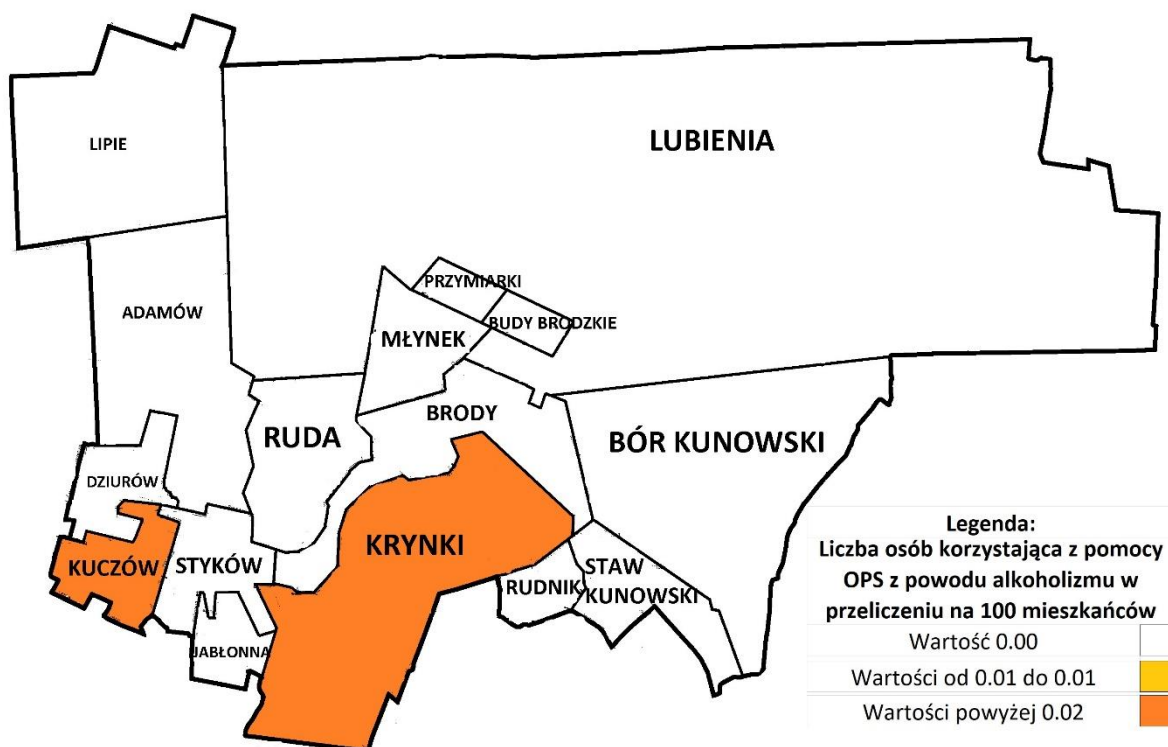 LIPIE
LUBIENIA
PRZYMIARKI
ADAMÓW
BUDY BRODZKIE
MŁYNEK
BRODY
RUDA
BÓR KUNOWSKI
DZIURÓW
KRYNKI
KUCZÓW
STYKÓW
RUDNIK
STAW
KUNOWSKI
JABŁONNA
Legenda:
Liczba osób korzystająca z pomocy
OPS z powodu alkoholizmu w
przeliczeniu na 100 mieszkańców
Wartość 0.00
Wartości od 0.01 do 0.01
Wartości powyżej 0.02